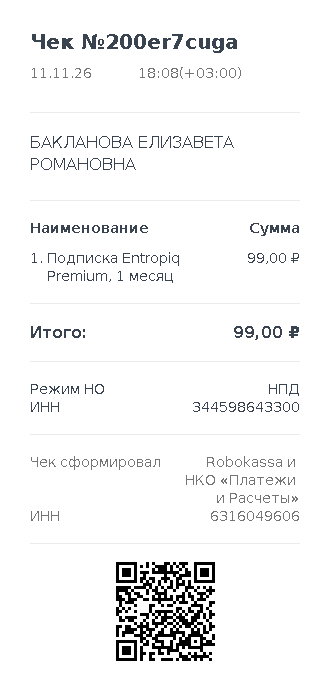 Чек №200er7cuga
11.11.26 18:08(+03:00)
БАКЛАНОВА ЕЛИЗАВЕТА
РОМАНОВНА
Наименование Сумма
1. Подписка Entropiq 99,00 ₽
Premium, 1 месяц
Итого: 99,00 ₽
Режим НО НПД
ИНН 344598643300
Чек сформировал Robokassa и
НКО «Платежи
и Расчеты»
ИНН 6316049606